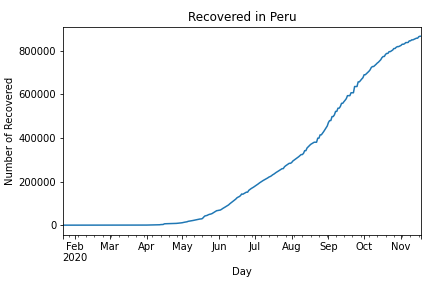 Recovered in Peru
Number of Recovered
800000
600000
400000
200000
0
Feb Mar Apr May Jun Jul Aug Sep Oct Nov
2020
Day